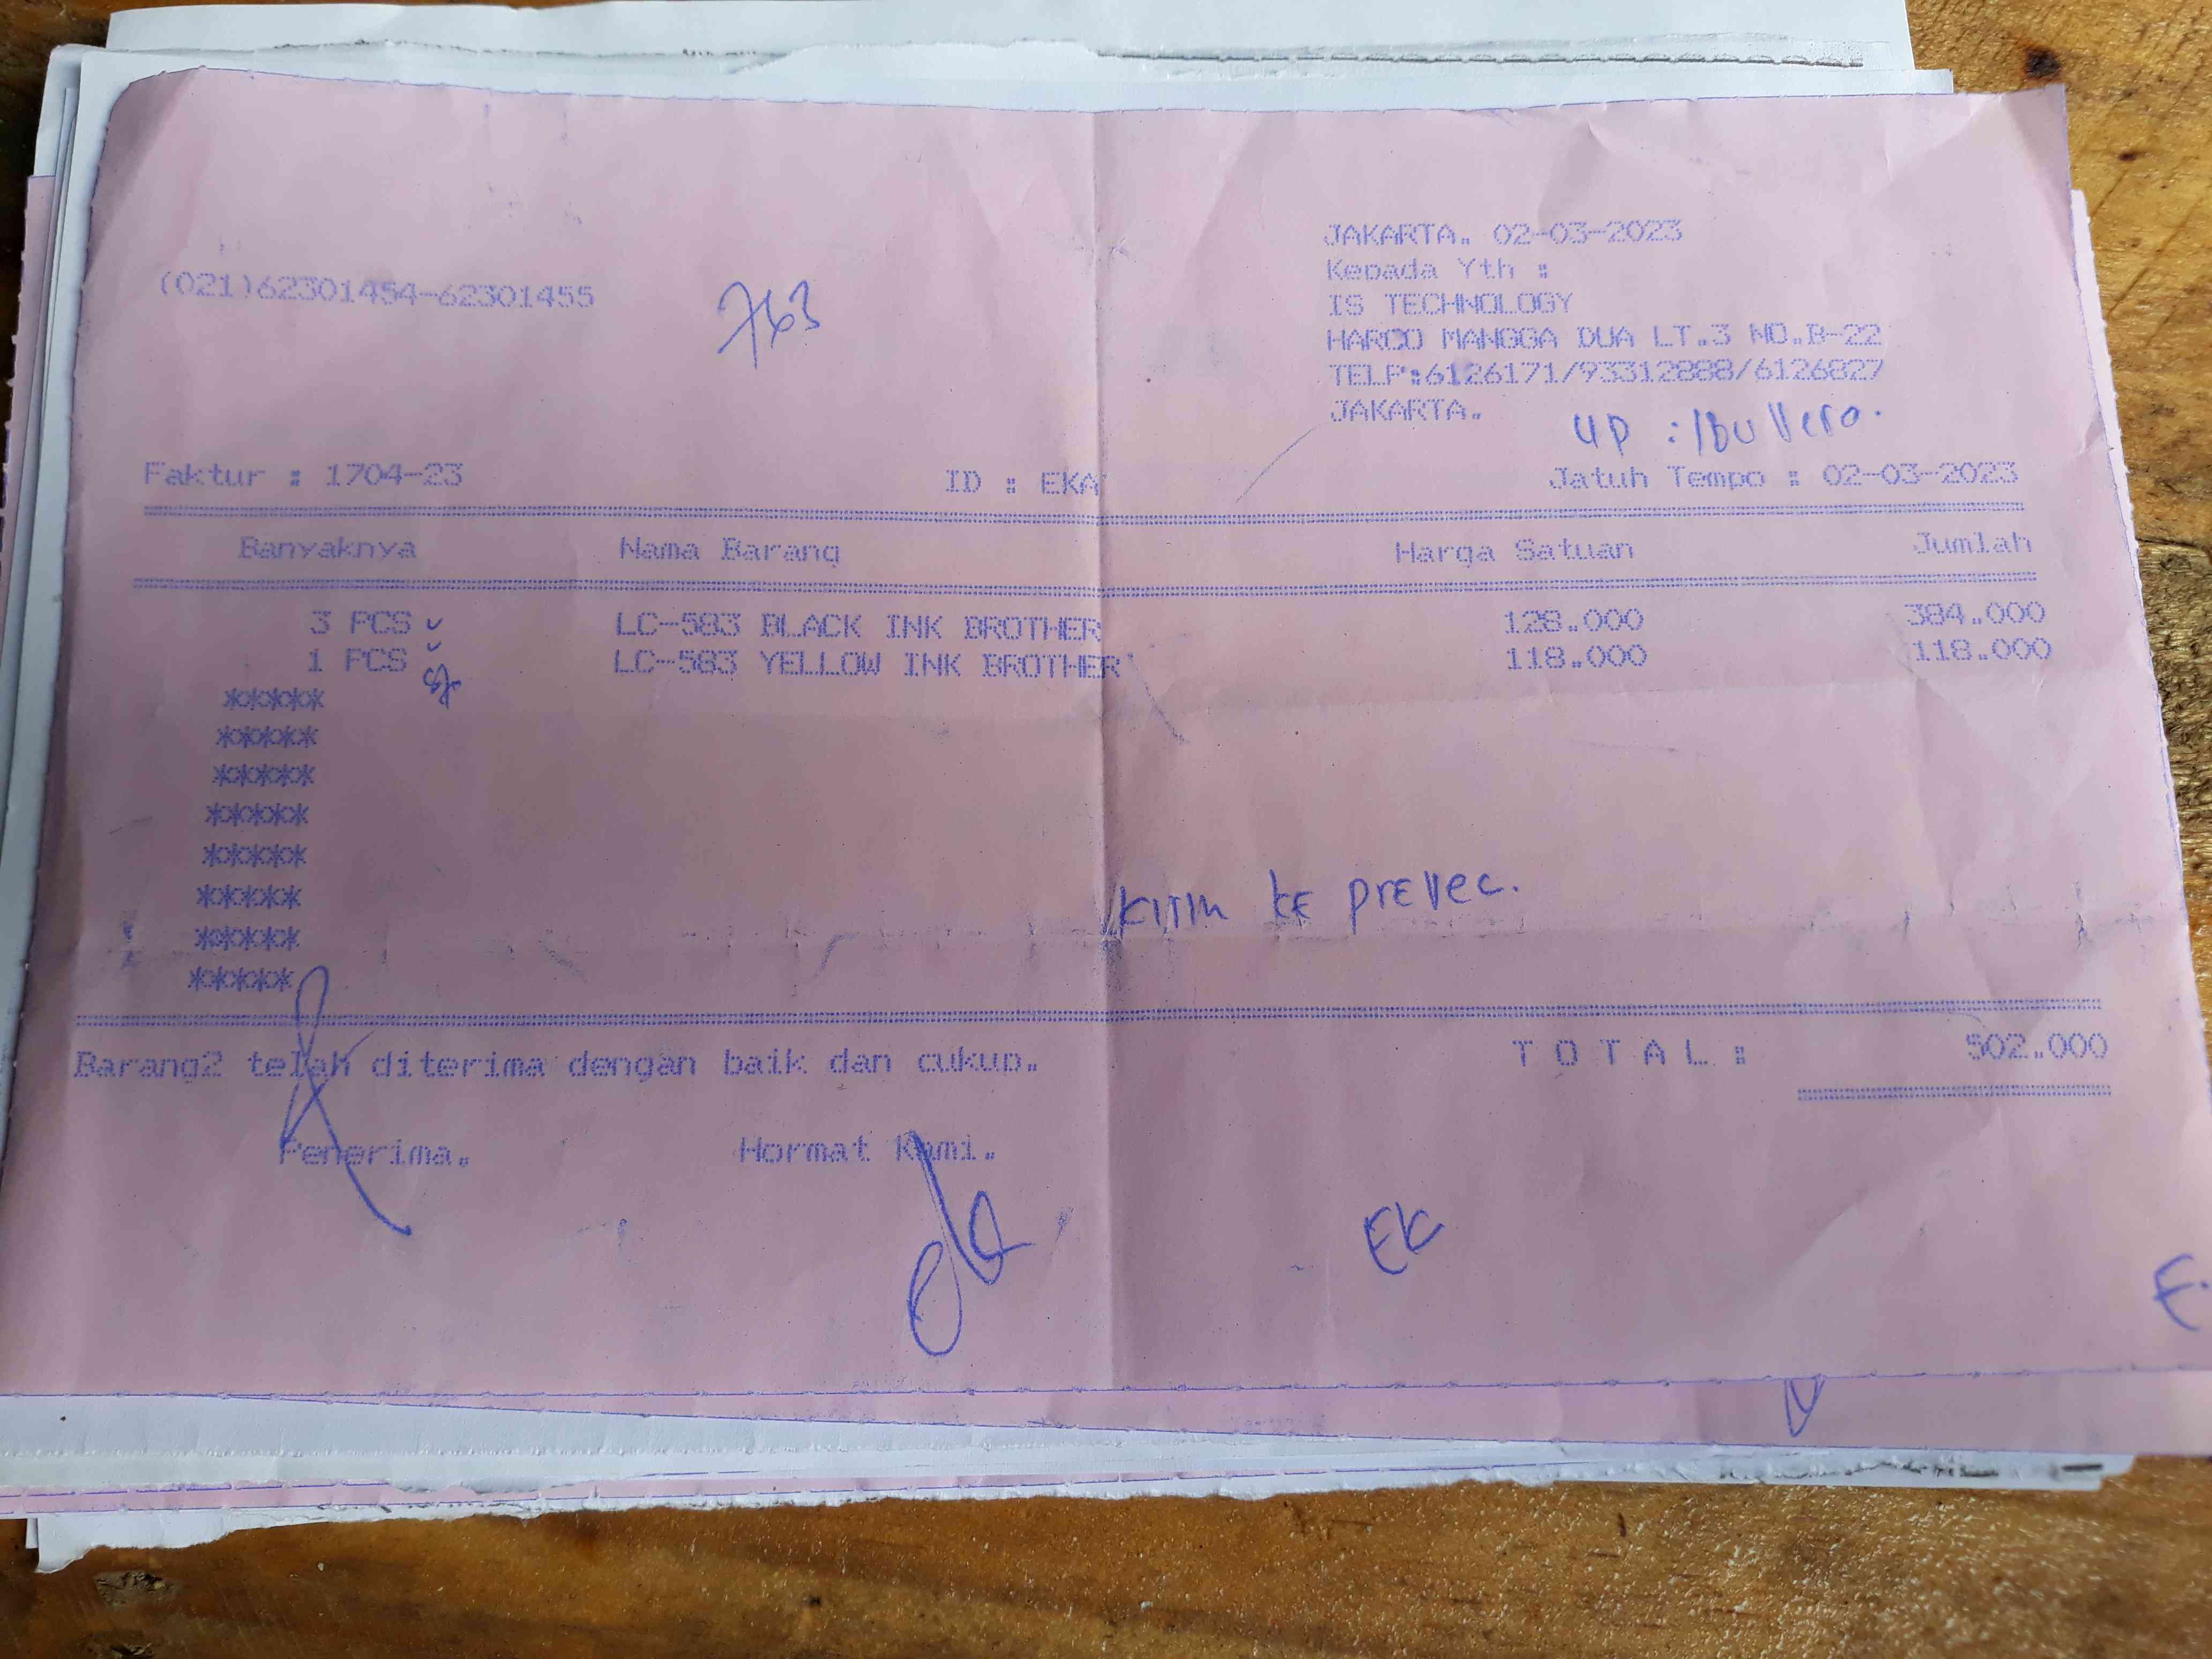 JAKARTA. 02-03-2023
(021)62301454-62301455
763
Kepada Yth :
IS TECHNOLOGY
HARCO MANGGA DUA LT.3 NO.B-22
TELP:6126171/93312888/6126827
JAKARTA.
UP : Ibu Vero.
Faktur : 1704-23 ID : EKA Jatuh Tempo : 02-03-2023
Banyaknya Nama Barang Harga Satuan Jumlah
3 PCS LC-583 BLACK INK BROTHER 128.000 384.000
1 PCS LC-583 YELLOW INK BROTHER 118.000 118.000
*****
*****
*****
*****
*****
*****
*****
*****
KIRIM KE PREVEC.
Barang2 telah diterima dengan baik dan cukup. T O T A L : 502.000
Penerima. Hormat Kami.
EK